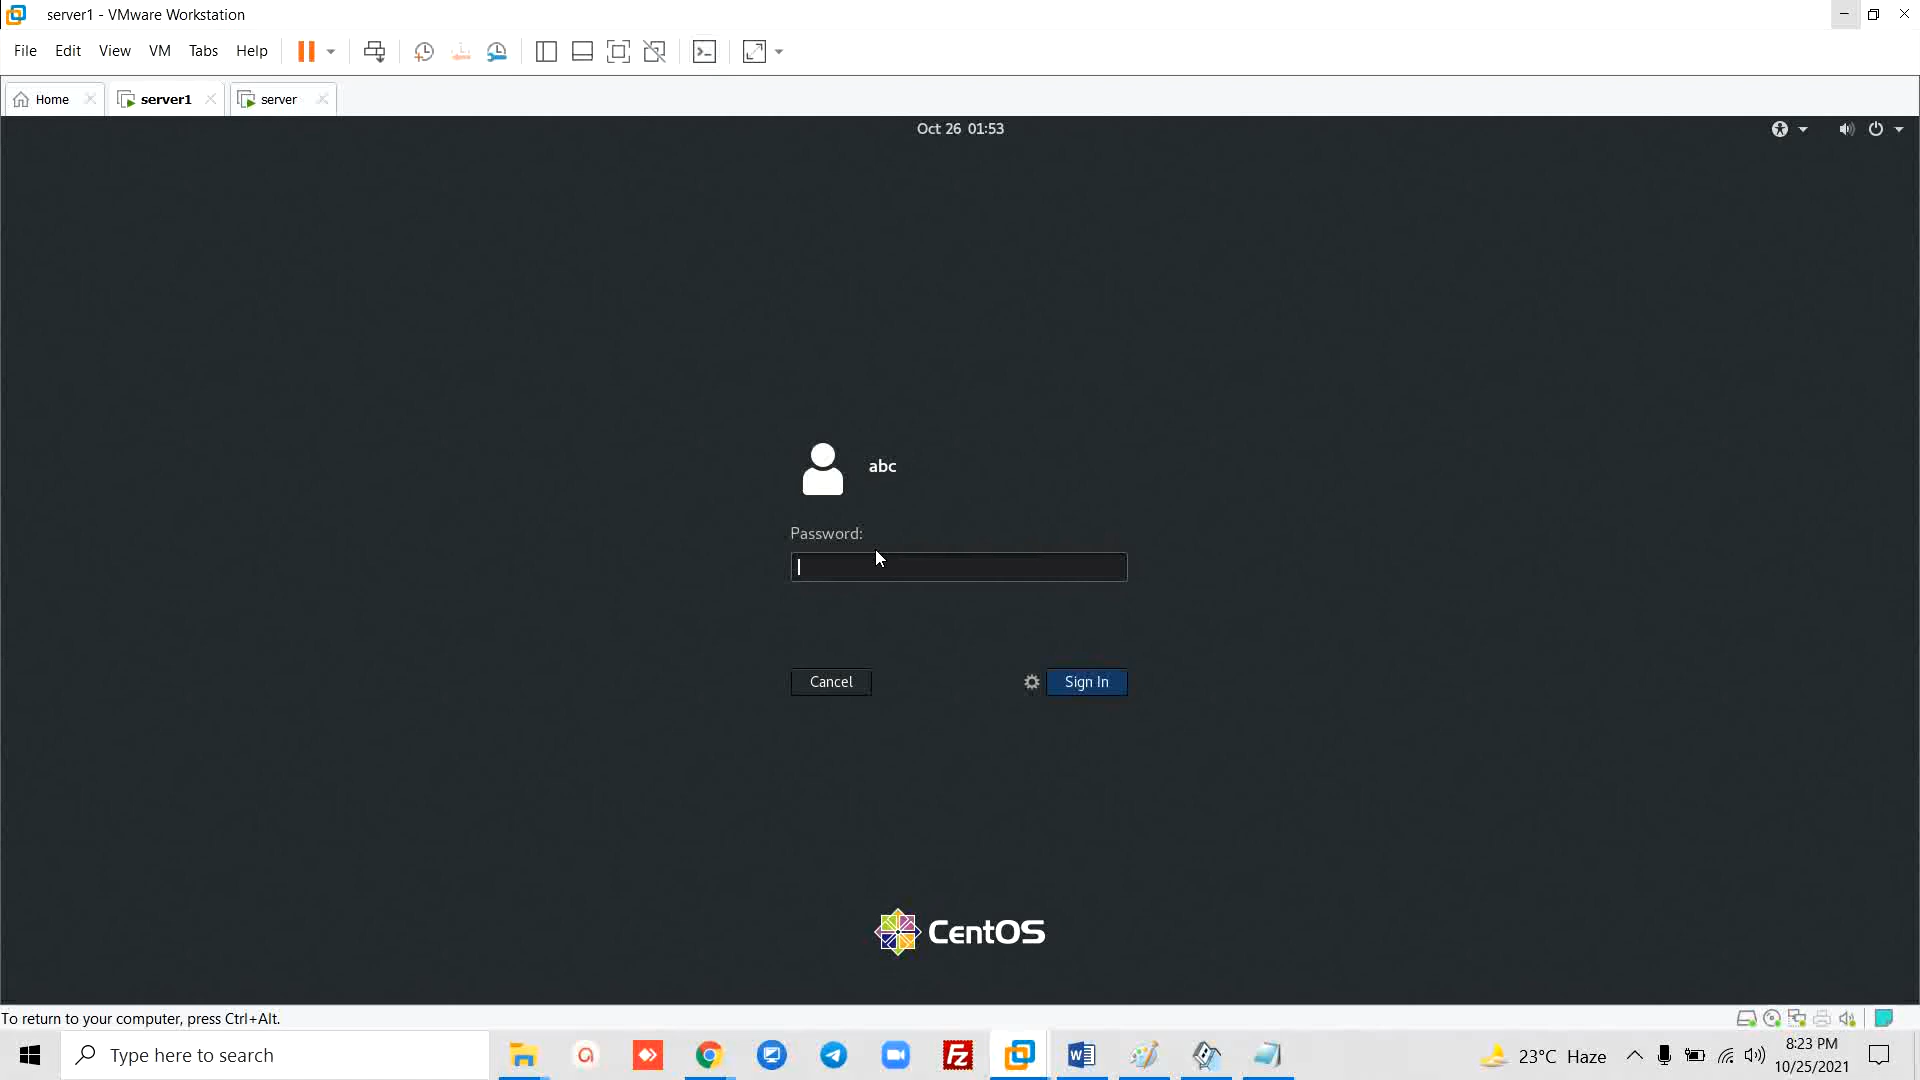 server1 - VMware Workstation
File Edit View VM Tabs Help
Home server1 server
Oct 26 01:53
abc
Password:
Cancel Sign In
CentOS
To return to your computer, press Ctrl+Alt.
Type here to search
23°C Haze
8:23 PM
10/25/2021